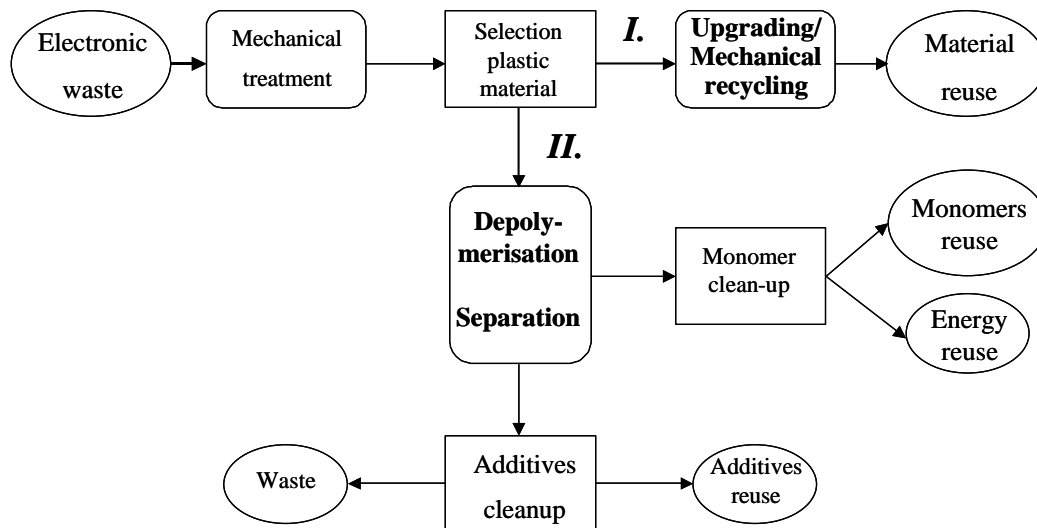 Electronic
waste
Mechanical
treatment
Selection
plastic
material
I.
Upgrading/
Mechanical
recycling
Material
reuse
II.
Depoly-
merisation
Separation
Monomer
clean-up
Monomers
reuse
Energy
reuse
Waste
Additives
cleanup
Additives
reuse